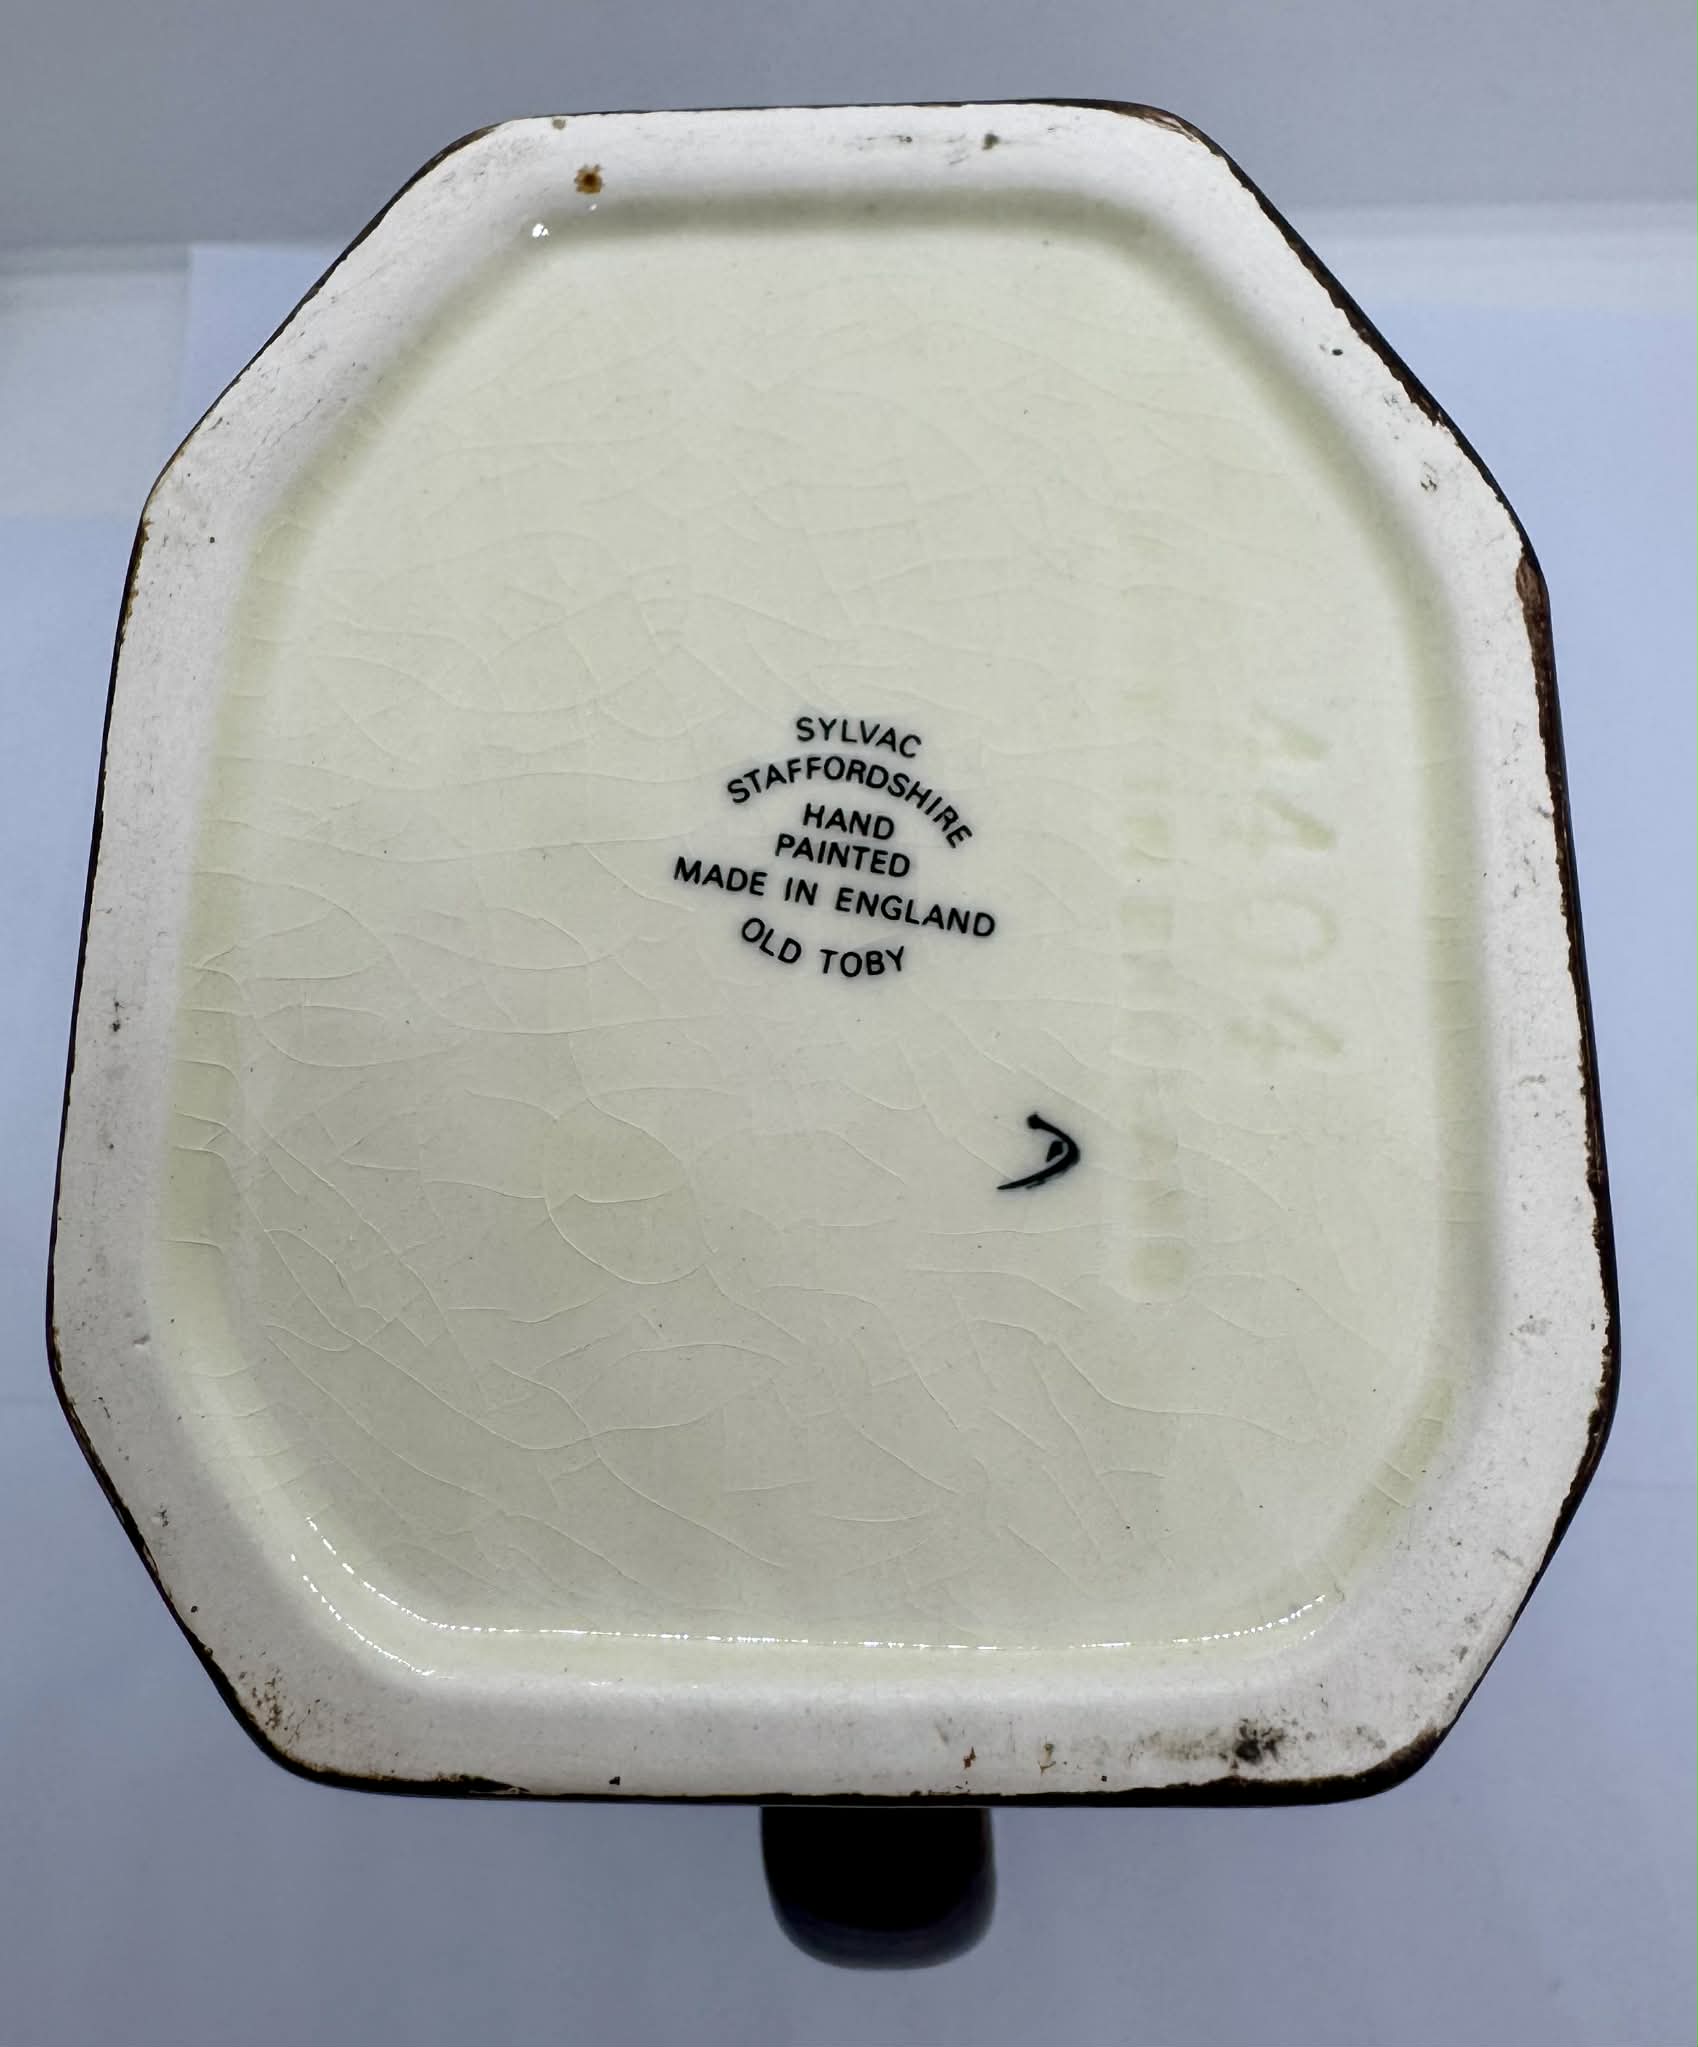 SYLVAC
STAFFORDSHIRE
HAND
PAINTED
MADE IN ENGLAND
OLD TOBY